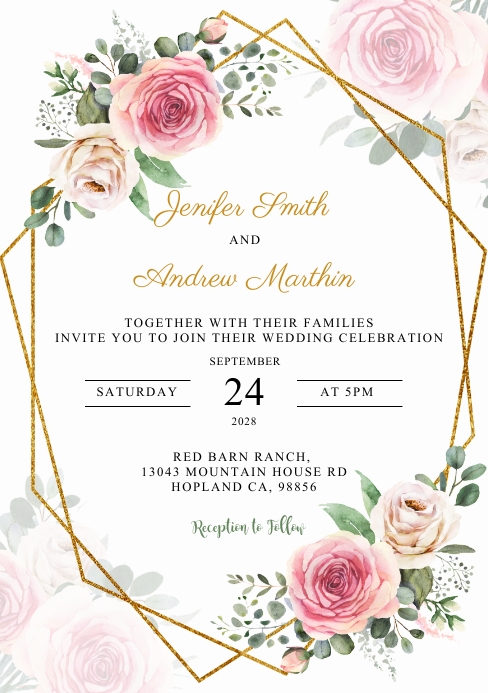 Jenifer Smith
AND
Andrew Marthin
TOGETHER WITH THEIR FAMILIES
INVITE YOU TO JOIN THEIR WEDDING CELEBRATION
SEPTEMBER
SATURDAY 24 AT 5PM
2028
RED BARN RANCH,
13043 MOUNTAIN HOUSE RD
HOPLAND CA, 98856
Reception to Follow